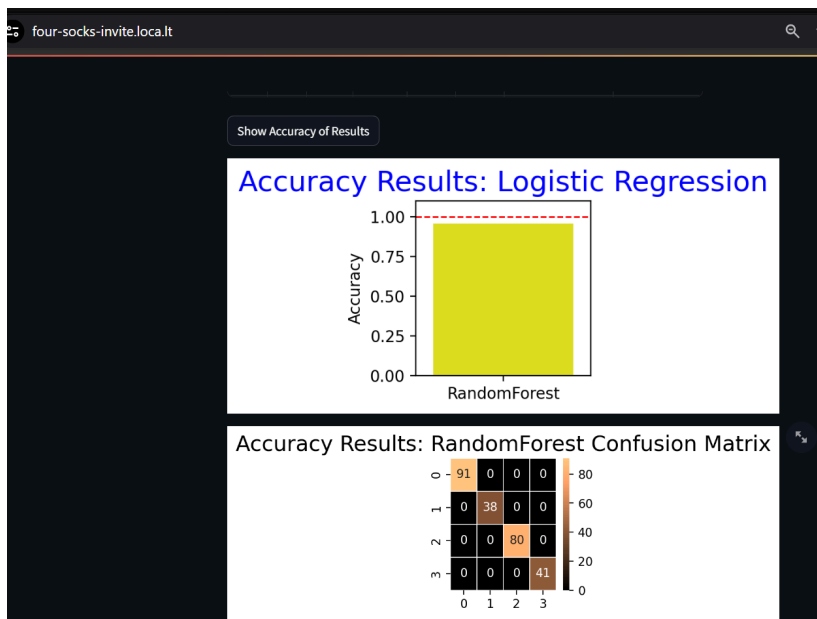 four-socks-invite.loca.lt
Show Accuracy of Results
Accuracy Results: Logistic Regression
1.00
0.75
0.50
0.25
0.00
Accuracy
RandomForest
Accuracy Results: RandomForest Confusion Matrix
0 91 0 0 0
1 0 38 0 0
2 0 0 80 0
3 0 0 0 41
0 1 2 3
80
60
40
20
0